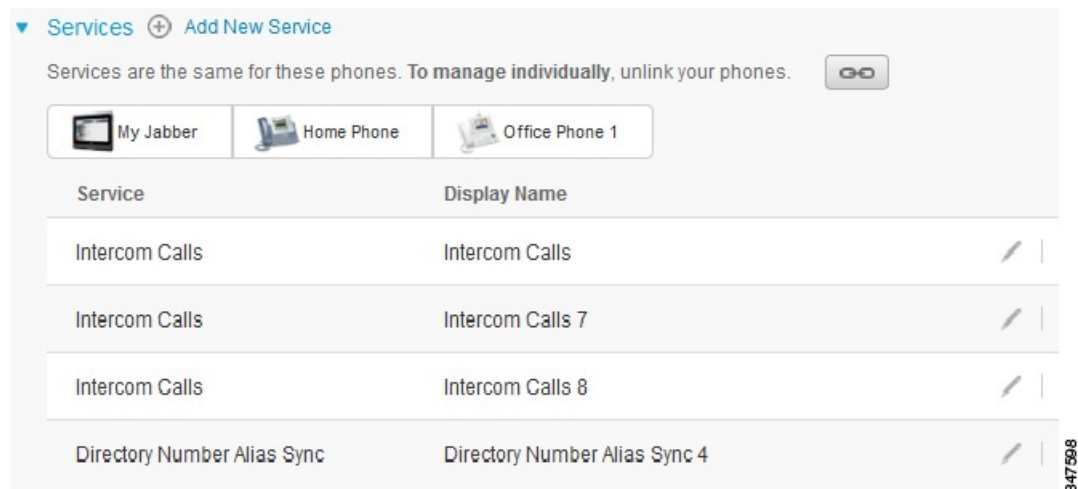 Services Add New Service
Services are the same for these phones. To manage individually, unlink your phones.
My Jabber Home Phone Office Phone 1
Service Display Name
Intercom Calls Intercom Calls
Intercom Calls Intercom Calls 7
Intercom Calls Intercom Calls 8
Directory Number Alias Sync Directory Number Alias Sync 4
347598